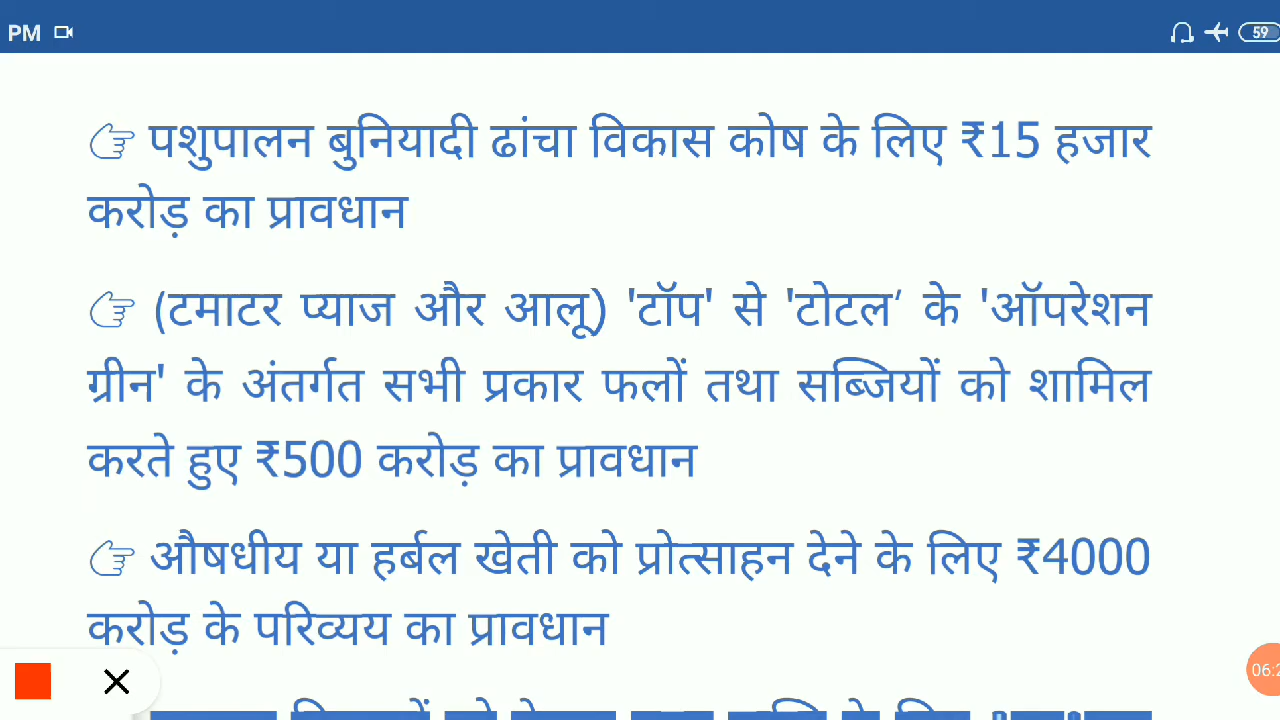 PM
59
👉 पशुपालन बुनियादी ढांचा विकास कोष के लिए ₹15 हजार
करोड़ का प्रावधान
👉 (टमाटर प्याज और आलू) 'टॉप' से 'टोटल’ के 'ऑपरेशन
ग्रीन' के अंतर्गत सभी प्रकार फलों तथा सब्जियों को शामिल
करते हुए ₹500 करोड़ का प्रावधान
👉 औषधीय या हर्बल खेती को प्रोत्साहन देने के लिए ₹4000
करोड़ के परिव्यय का प्रावधान